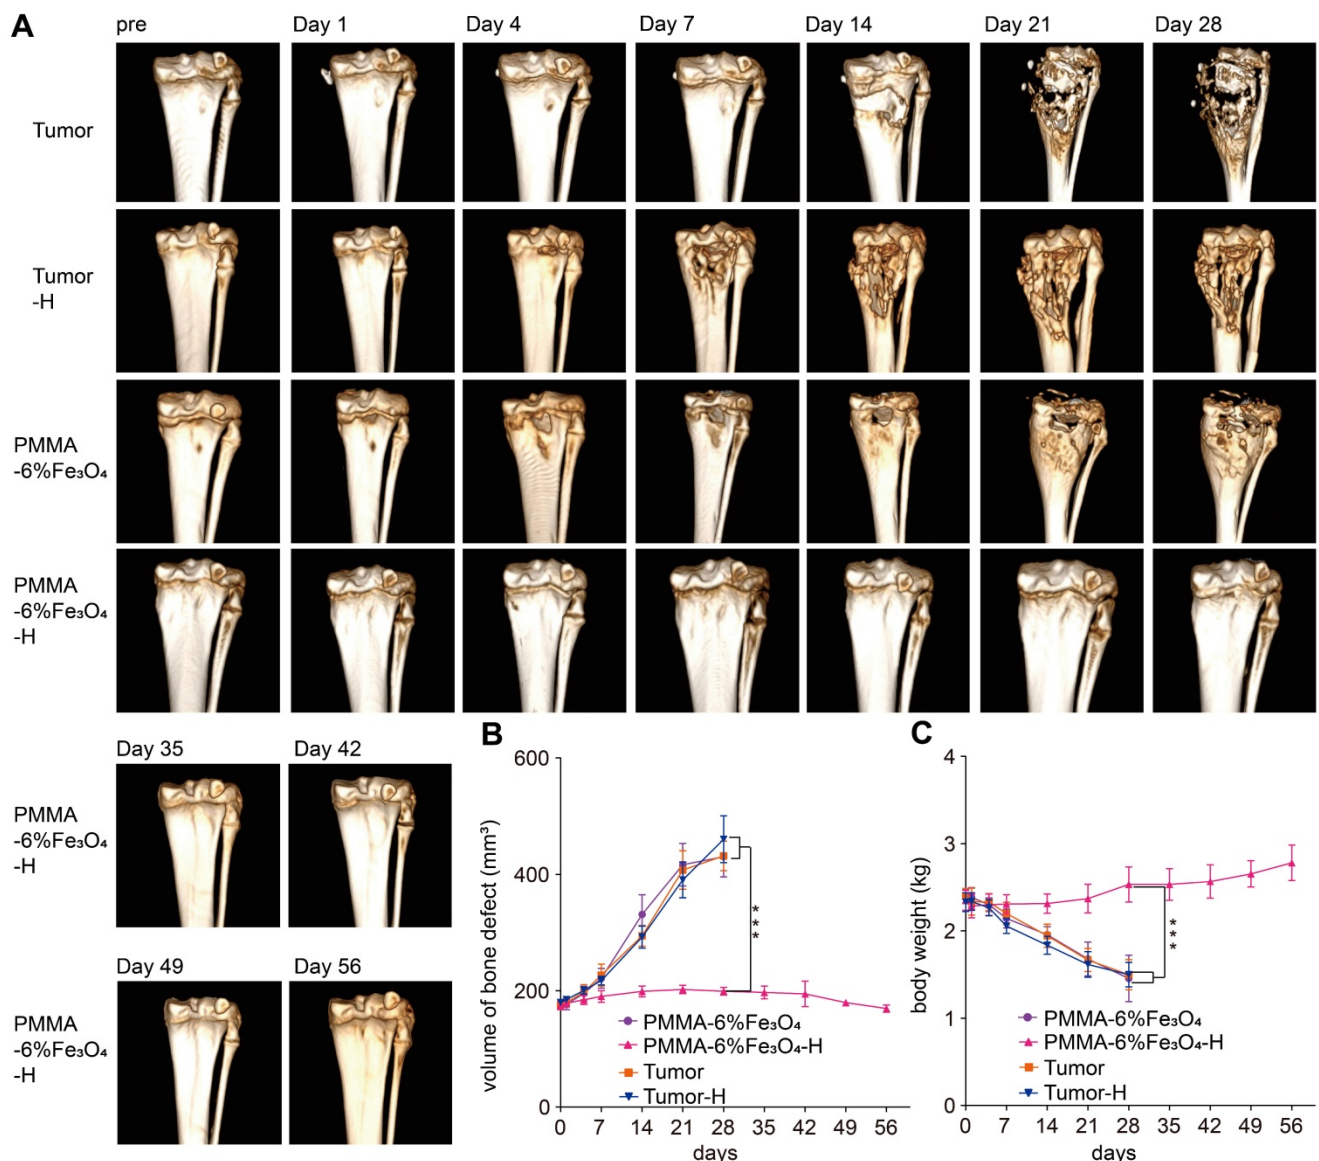 A
pre
Day 1
Day 4
Day 7
Day 14
Day 21
Day 28
Tumor
Tumor
-H
PMMA
-6%Fe₃O₄
PMMA
-6%Fe₃O₄
-H
Day 35
Day 42
PMMA
-6%Fe₃O₄
-H
Day 49
Day 56
PMMA
-6%Fe₃O₄
-H
B
volume of bone defect (mm³)
600
400
200
0
***
PMMA-6%Fe₃O₄
PMMA-6%Fe₃O₄-H
Tumor
Tumor-H
0 7 14 21 28 35 42 49 56
days
C
body weight (kg)
4
3
2
1
0
***
PMMA-6%Fe₃O₄
PMMA-6%Fe₃O₄-H
Tumor
Tumor-H
0 7 14 21 28 35 42 49 56
days